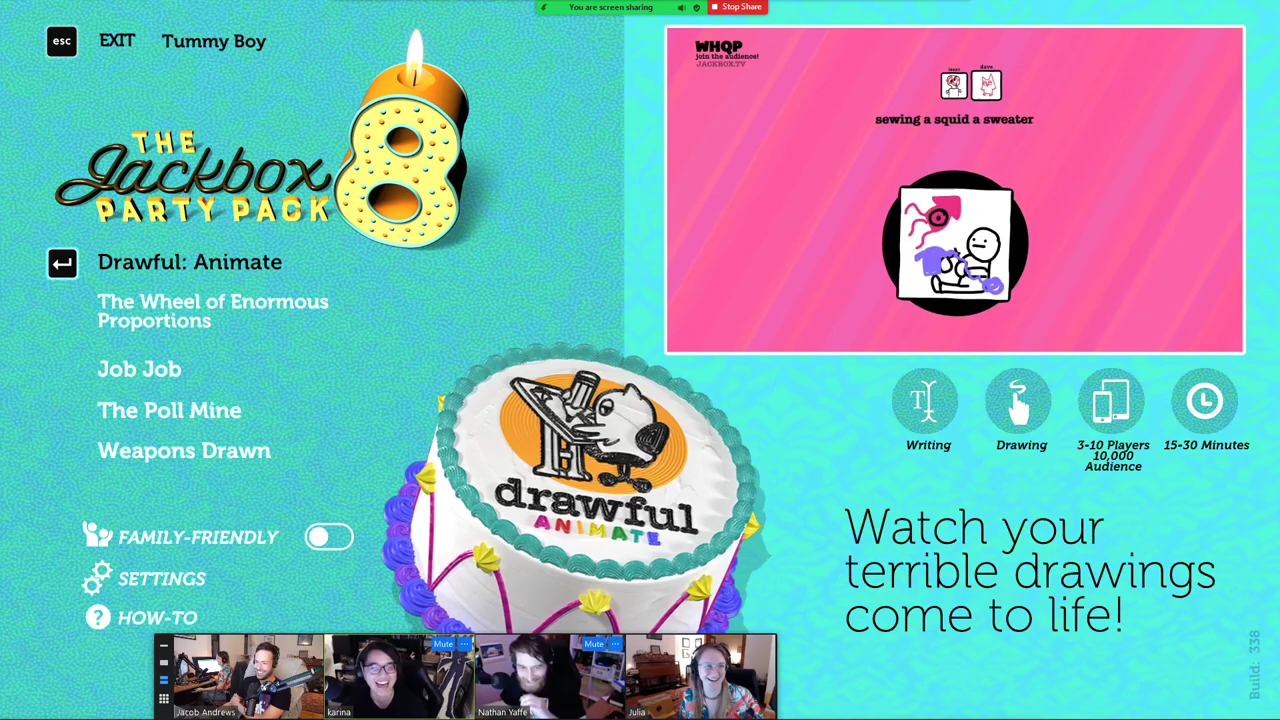 You are screen sharing
Stop Share
esc
EXIT
Tummy Boy
THE
Jackbox
PARTY PACK
8
Drawful: Animate
The Wheel of Enormous
Proportions
Job Job
The Poll Mine
Weapons Drawn
FAMILY-FRIENDLY
SETTINGS
? HOW-TO
WHQP
join the audience!
JACKBOX.TV
dave
sewing a squid a sweater
drawful
ANIMATE
T
Writing
Drawing
3-10 Players
10,000
Audience
15-30 Minutes
Watch your
terrible drawings
come to life!
Build: 338
Mute
Mute
Jacob Andrews
karina
Nathan Yaffe
Julia